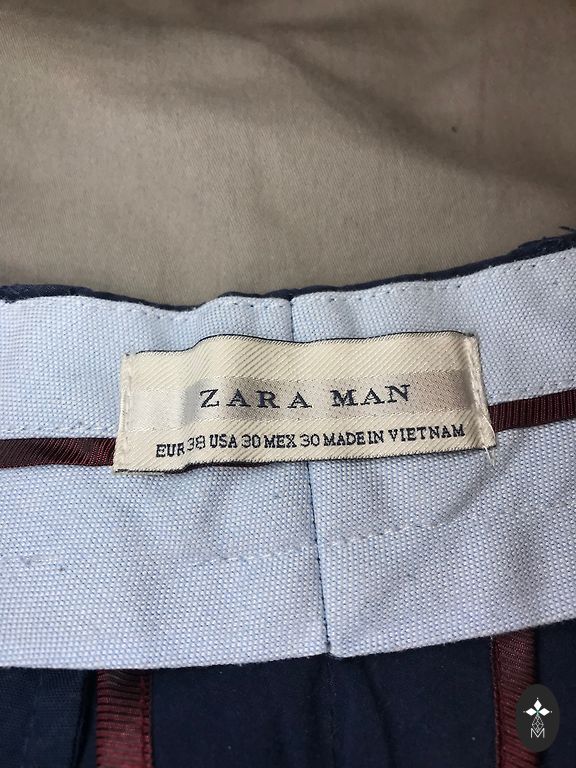 ZARA MAN
EUR 38 USA 30 MEX 30 MADE IN VIETNAM